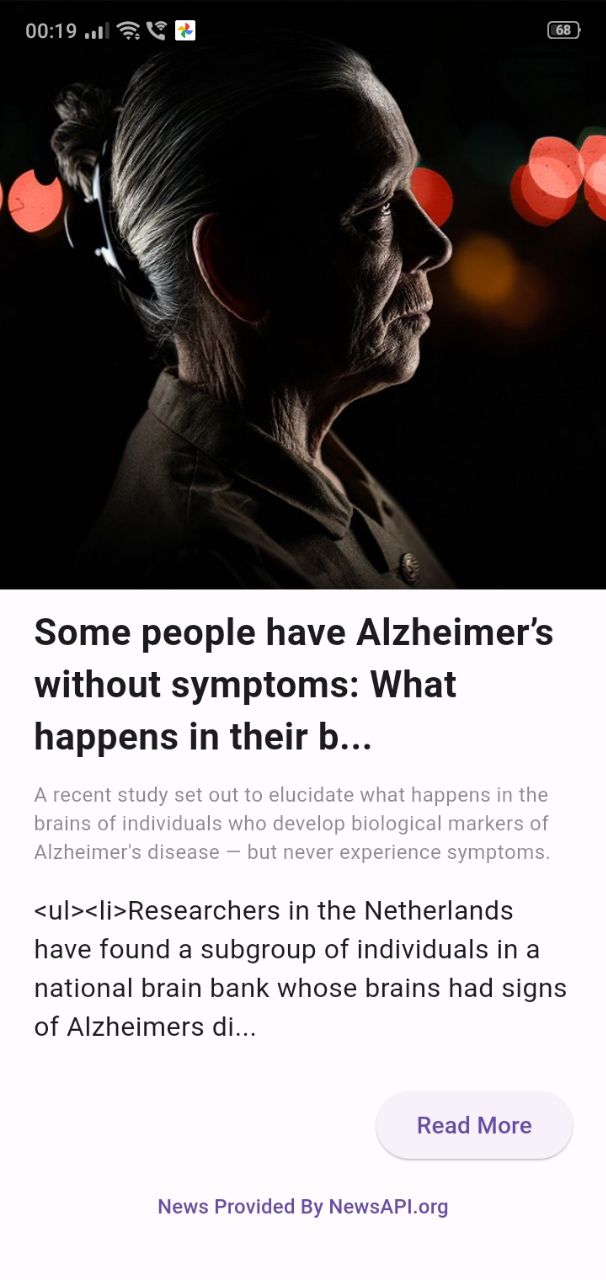 00:19
68
Some people have Alzheimer’s
without symptoms: What
happens in their b...
A recent study set out to elucidate what happens in the
brains of individuals who develop biological markers of
Alzheimer's disease — but never experience symptoms.
<ul><li>Researchers in the Netherlands
have found a subgroup of individuals in a
national brain bank whose brains had signs
of Alzheimers di...
Read More
News Provided By NewsAPI.org